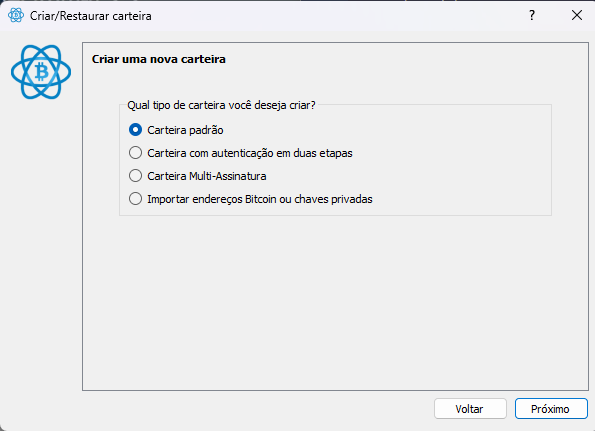 Criar/Restaurar carteira
?
Criar uma nova carteira
Qual tipo de carteira você deseja criar?
Carteira padrão
Carteira com autenticação em duas etapas
Carteira Multi-Assinatura
Importar endereços Bitcoin ou chaves privadas
Voltar
Próximo